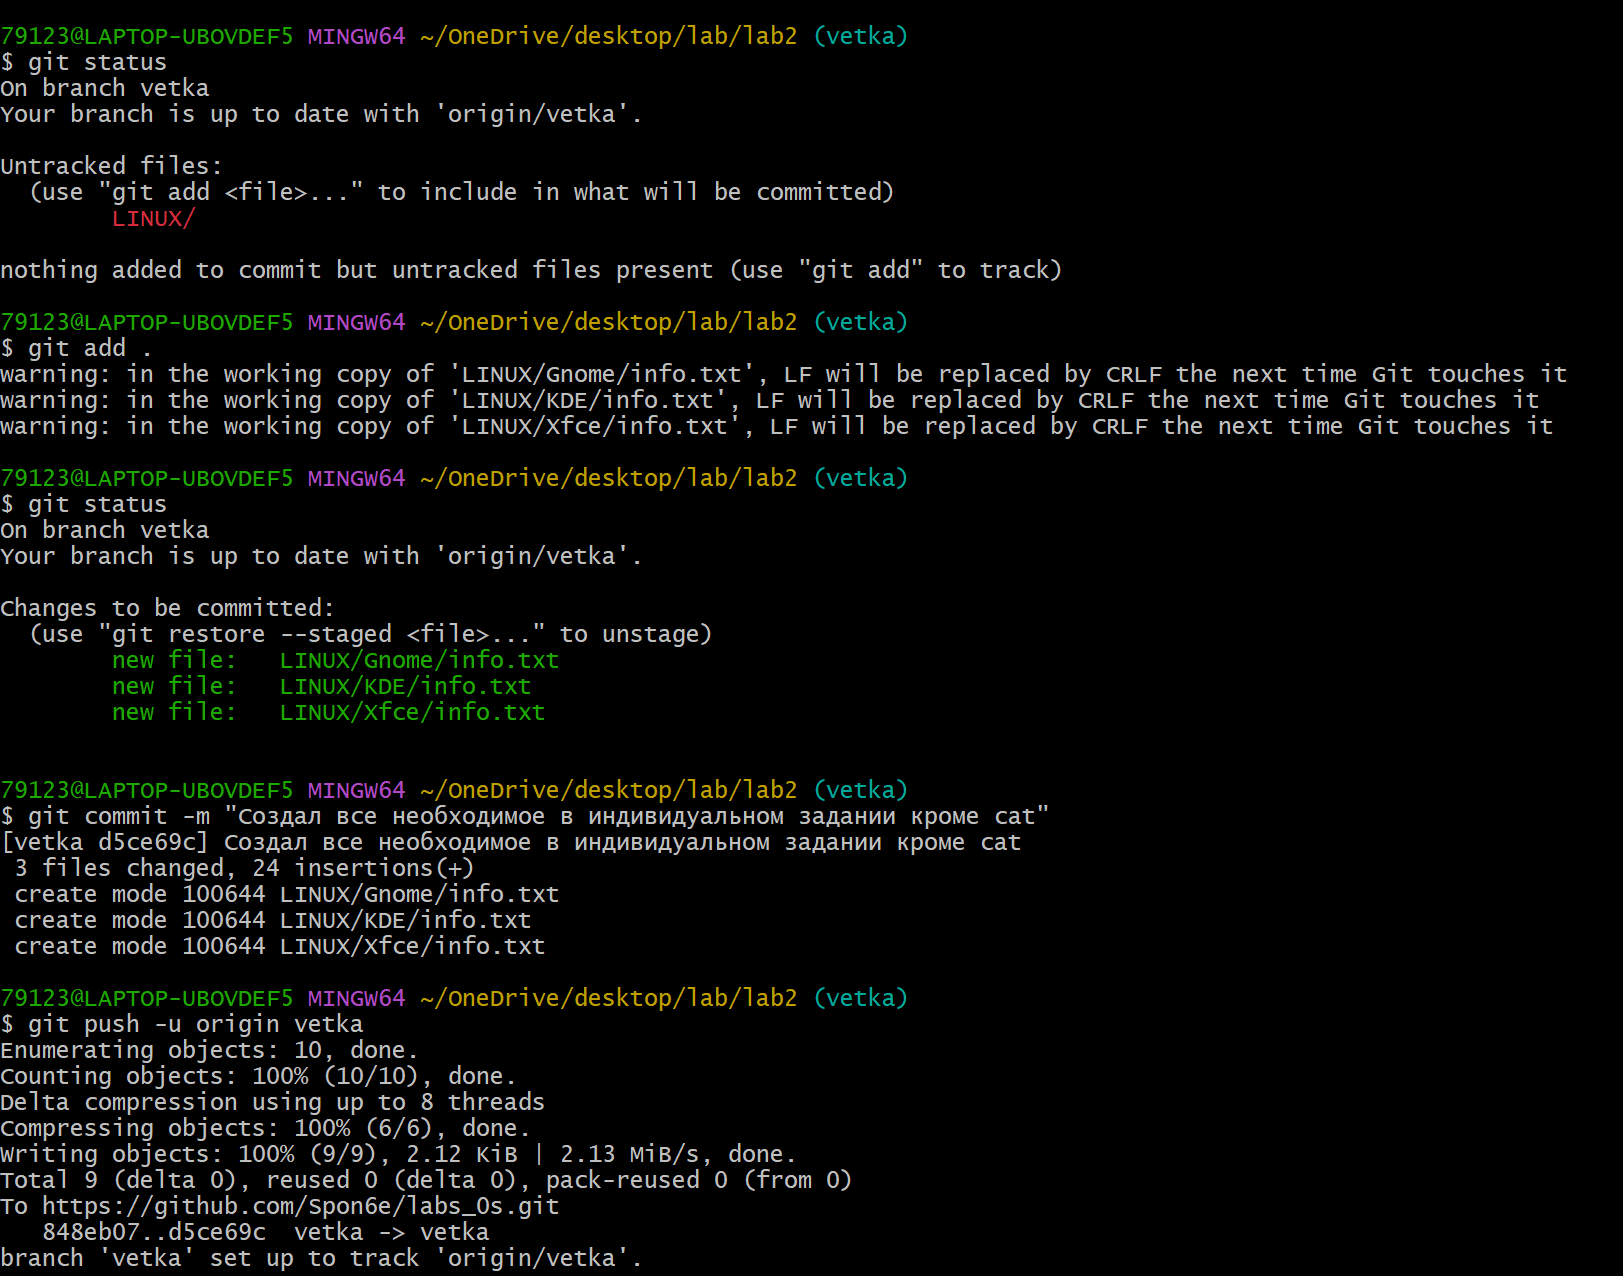 79123@LAPTOP-UBOVDEF5 MINGW64 ~/OneDrive/desktop/lab/lab2 (vetka)
$ git status
On branch vetka
Your branch is up to date with 'origin/vetka'.
Untracked files:
  (use "git add <file>..." to include in what will be committed)
        LINUX/
nothing added to commit but untracked files present (use "git add" to track)
79123@LAPTOP-UBOVDEF5 MINGW64 ~/OneDrive/desktop/lab/lab2 (vetka)
$ git add .
warning: in the working copy of 'LINUX/Gnome/info.txt', LF will be replaced by CRLF the next time Git touches it
warning: in the working copy of 'LINUX/KDE/info.txt', LF will be replaced by CRLF the next time Git touches it
warning: in the working copy of 'LINUX/Xfce/info.txt', LF will be replaced by CRLF the next time Git touches it
79123@LAPTOP-UBOVDEF5 MINGW64 ~/OneDrive/desktop/lab/lab2 (vetka)
$ git status
On branch vetka
Your branch is up to date with 'origin/vetka'.
Changes to be committed:
  (use "git restore --staged <file>..." to unstage)
        new file:   LINUX/Gnome/info.txt
        new file:   LINUX/KDE/info.txt
        new file:   LINUX/Xfce/info.txt
79123@LAPTOP-UBOVDEF5 MINGW64 ~/OneDrive/desktop/lab/lab2 (vetka)
$ git commit -m "Создал все необходимое в индивидуальном задании кроме cat"
[vetka d5ce69c] Создал все необходимое в индивидуальном задании кроме cat
 3 files changed, 24 insertions(+)
 create mode 100644 LINUX/Gnome/info.txt
 create mode 100644 LINUX/KDE/info.txt
 create mode 100644 LINUX/Xfce/info.txt
79123@LAPTOP-UBOVDEF5 MINGW64 ~/OneDrive/desktop/lab/lab2 (vetka)
$ git push -u origin vetka
Enumerating objects: 10, done.
Counting objects: 100% (10/10), done.
Delta compression using up to 8 threads
Compressing objects: 100% (6/6), done.
Writing objects: 100% (9/9), 2.12 KiB | 2.13 MiB/s, done.
Total 9 (delta 0), reused 0 (delta 0), pack-reused 0 (from 0)
To https://github.com/Spon6e/labs_Os.git
   848eb07..d5ce69c  vetka -> vetka
branch 'vetka' set up to track 'origin/vetka'.